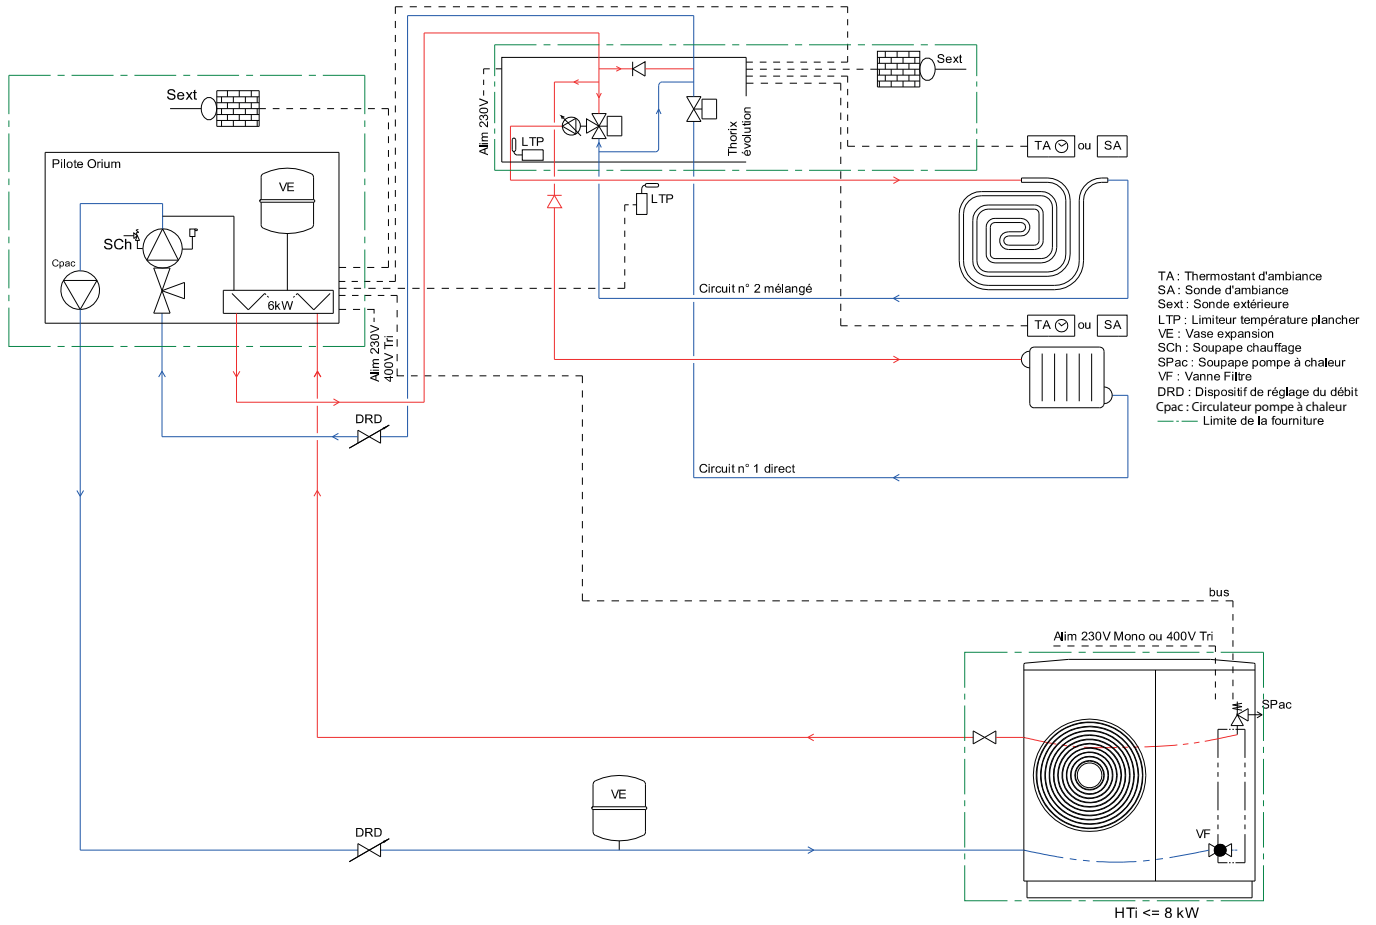 Sext
Pilote Orium
VE
SCh
Cpac
6kW
Alim 230V
400V Tri
DRD
Alim 230V
LTP
Thorix
évolution
Sext
LTP
TA ou SA
Circuit n° 2 mélangé
TA ou SA
Circuit n° 1 direct
TA : Thermostant d'ambiance
SA : Sonde d'ambiance
Sext : Sonde extérieure
LTP : Limiteur température plancher
VE : Vase expansion
SCh : Soupape chauffage
SPac : Soupape pompe à chaleur
VF : Vanne Filtre
DRD : Dispositif de réglage du débit
Cpac : Circulateur pompe à chaleur
Limite de la fourniture
bus
Alim 230V Mono ou 400V Tri
SPac
VE
DRD
VF
HTi <= 8 kW